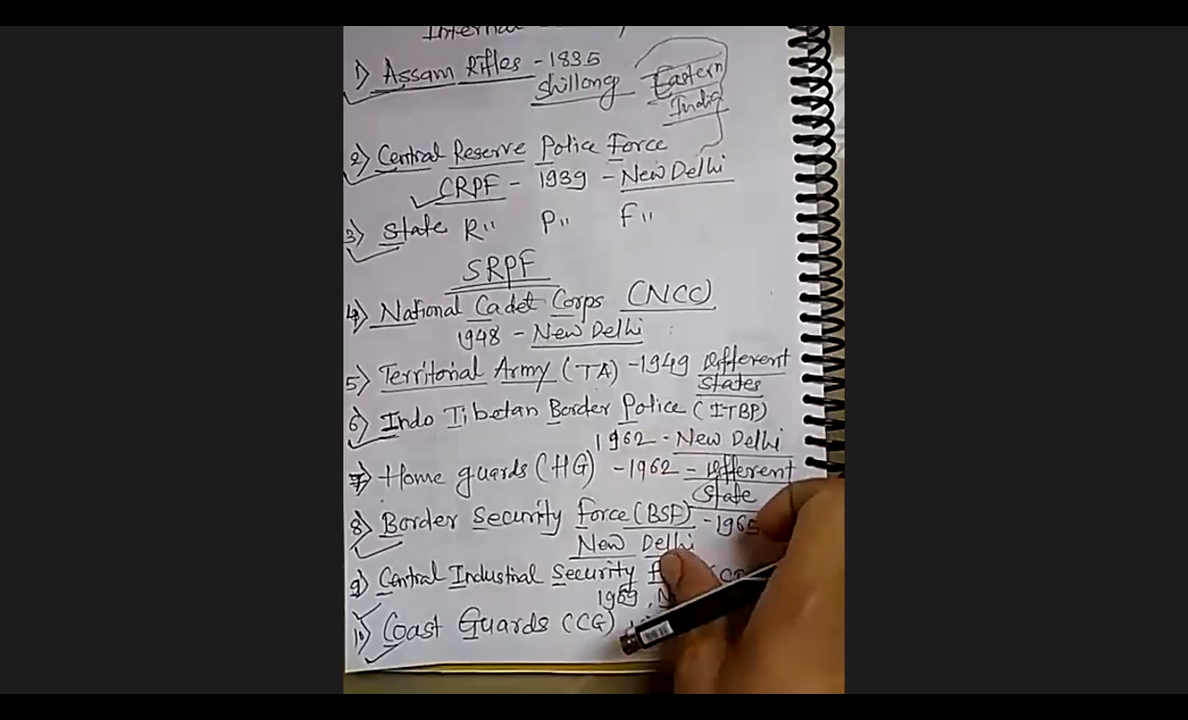 Internal
1) Assam Rifles - 1835
Shillong Eastern
India
2) Central Reserve Police Force
CRPF - 1939 - New Delhi
3) State R" P" F"
SRPF
4) National Cadet Corps (NCC)
1948 - New Delhi
5) Territorial Army (TA) - 1949 Different
States
6) Indo Tibetan Border Police (ITBP)
1962 - New Delhi
7) Home guards (HG) - 1962 - Different
State
8) Border Security Force (BSF) - 1965
New Delhi
9) Central Industrial Security
1969, N
10) Coast Guards (CG)